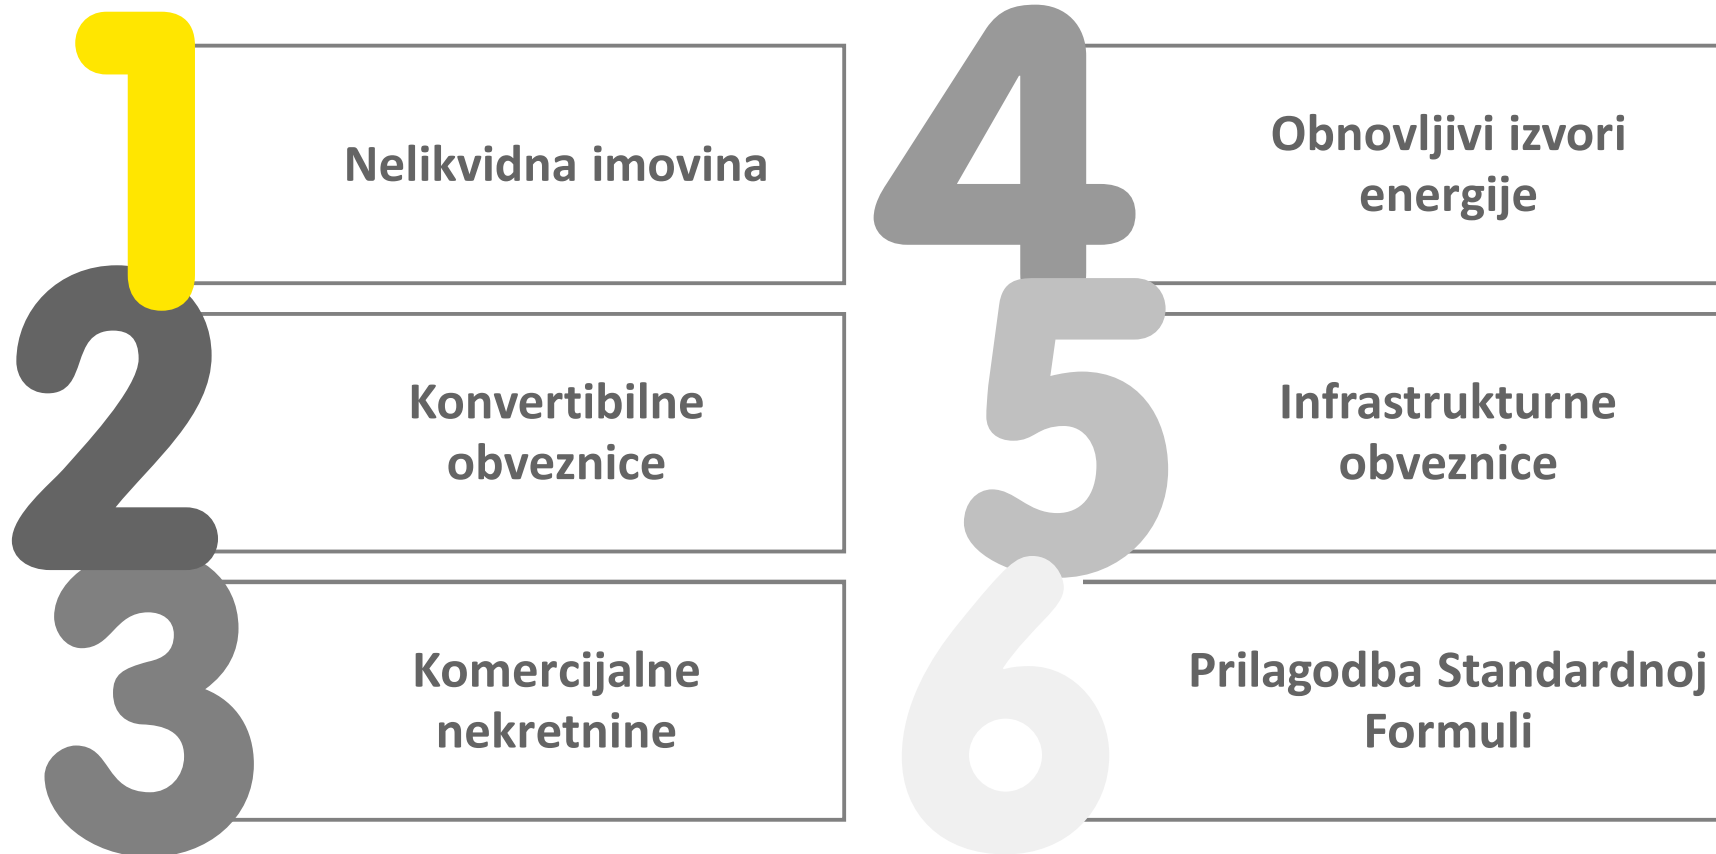 1
Nelikvidna imovina
2
Konvertibilne
obveznice
3
Komercijalne
nekretnine
4
Obnovljivi izvori
energije
5
Infrastrukturne
obveznice
6
Prilagodba Standardnoj
Formuli